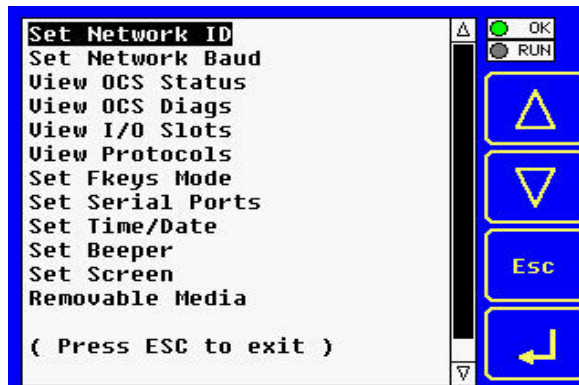 Set Network ID
Set Network Baud
View OCS Status
View OCS Diags
View I/O Slots
View Protocols
Set Fkeys Mode
Set Serial Ports
Set Time/Date
Set Beeper
Set Screen
Removable Media
( Press ESC to exit )
OK
RUN
Esc